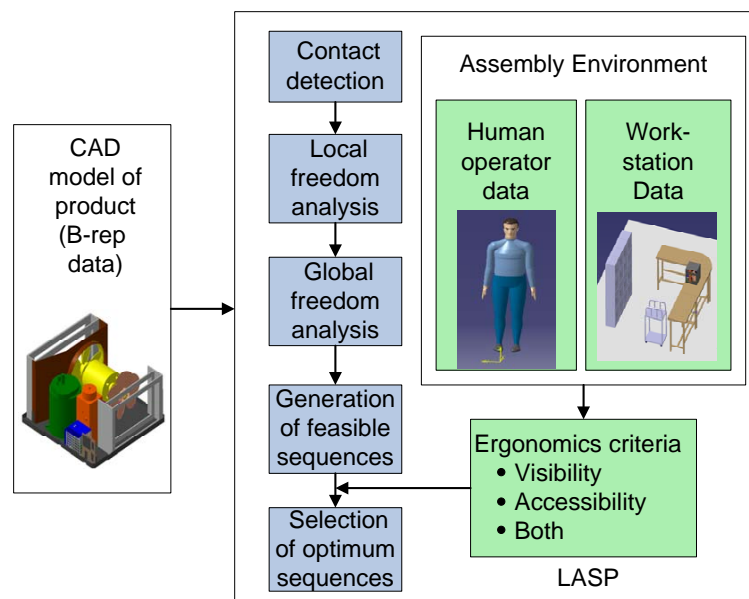 CAD
model of
product
(B-rep
data)
Contact
detection
Local
freedom
analysis
Global
freedom
analysis
Generation
of feasible
sequences
Selection
of optimum
sequences
Assembly Environment
Human
operator
data
Work-
station
Data
Ergonomics criteria
• Visibility
• Accessibility
• Both
LASP